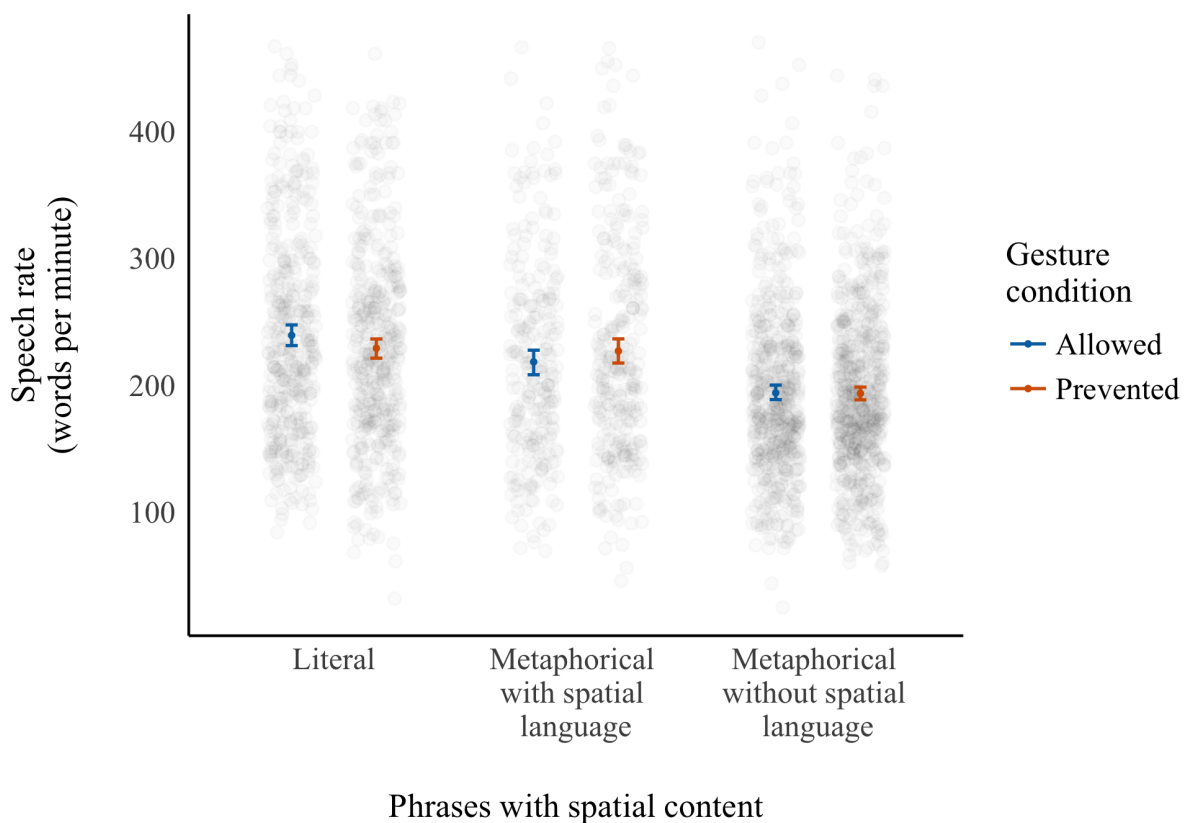 Speech rate
(words per minute)
400
300
200
100
Literal
Metaphorical
with spatial
language
Metaphorical
without spatial
language
Phrases with spatial content
Gesture
condition
Allowed
Prevented